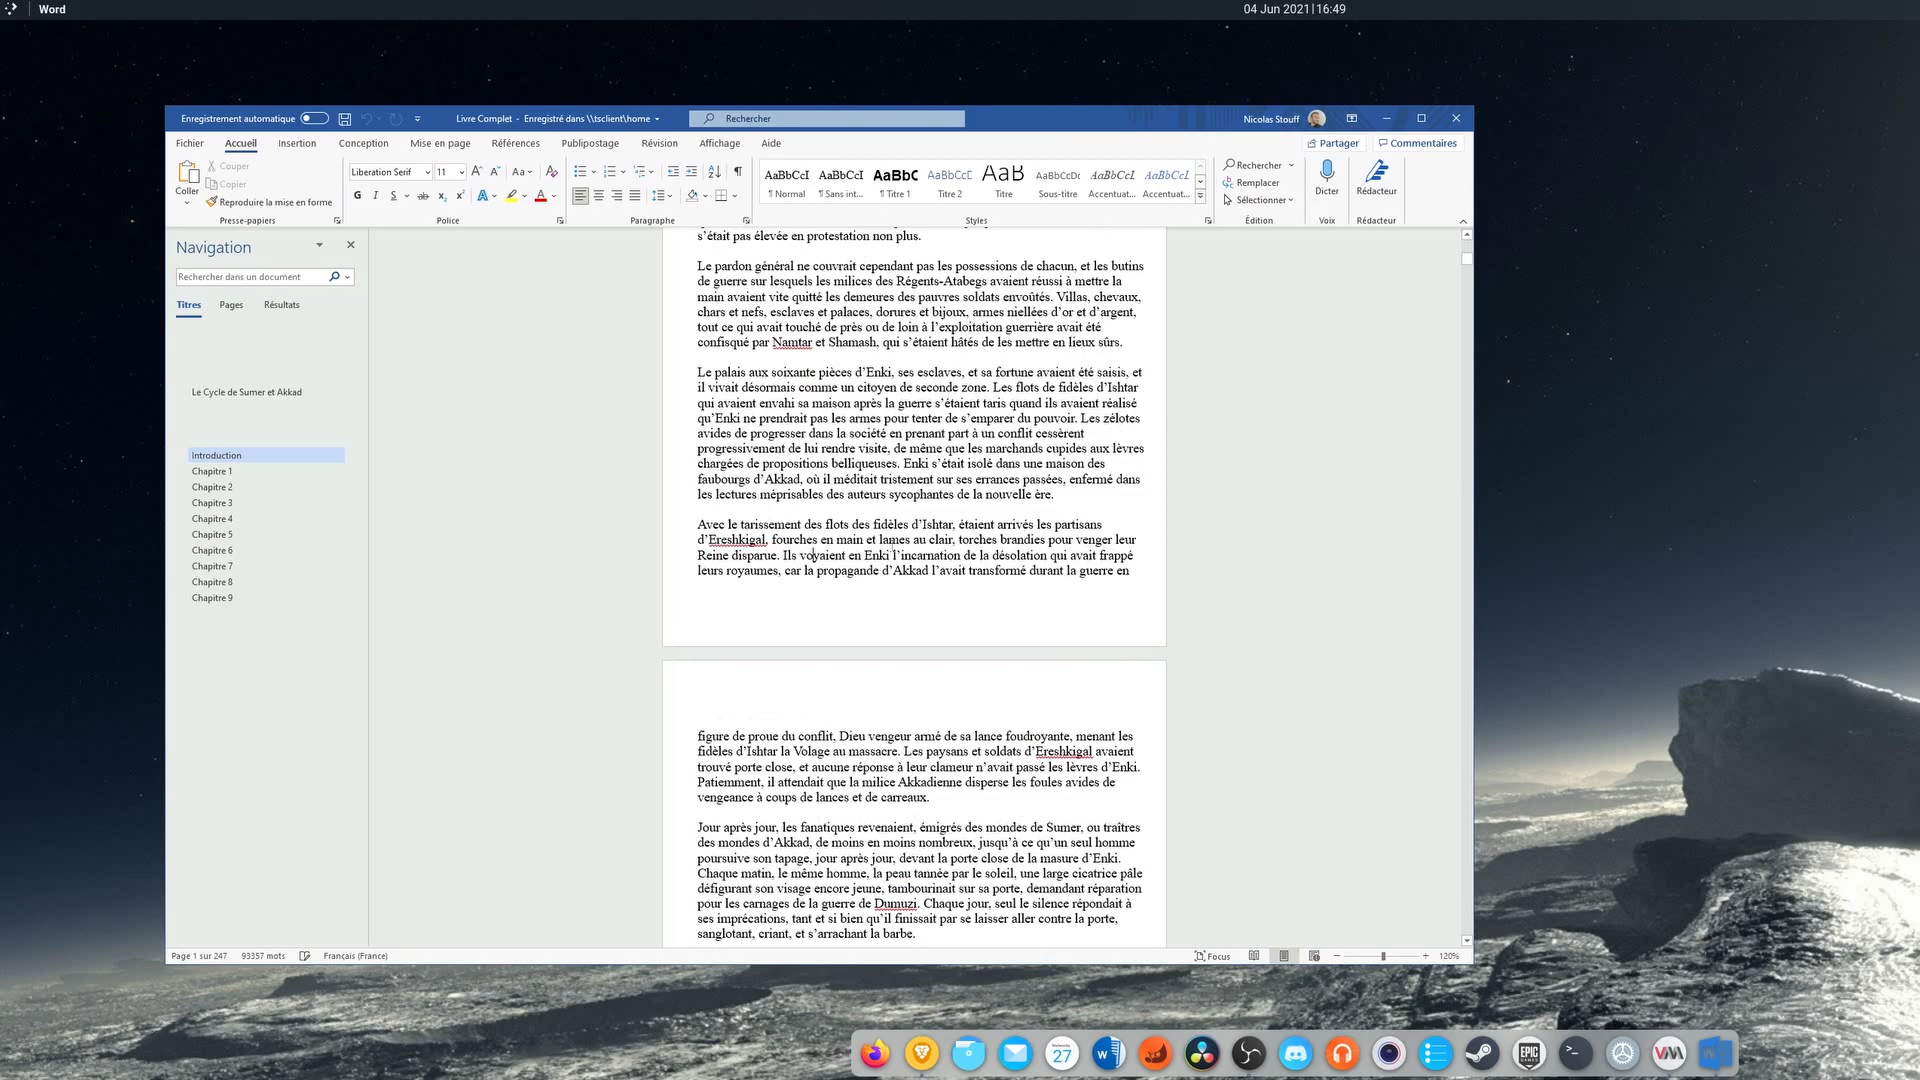 Word
04 Jun 2021|16:49
Enregistrement automatique
Livre Complet - Enregistré dans \\tsclient\home
Rechercher
Nicolas Stouff
Fichier Accueil Insertion Conception Mise en page Références Publipostage Révision Affichage Aide
Partager Commentaires
Coller
Couper
Copier
Reproduire la mise en forme
Presse-papiers
Liberation Serif 11
G I S ab x₂ x²
Police
Paragraphe
AaBbCcI AaBbCcI AaBbC AaBbCcD AaB AaBbCcDc AaBbCcL AaBbCcL
¶ Normal ¶ Sans int... ¶ Titre 1 Titre 2 Titre Sous-titre Accentuat... Accentuat...
Styles
Rechercher
Remplacer
Sélectionner
Édition
Dicter
Voix
Rédacteur
Rédacteur
Navigation
Rechercher dans un document
Titres Pages Résultats
Le Cycle de Sumer et Akkad
Introduction
Chapitre 1
Chapitre 2
Chapitre 3
Chapitre 4
Chapitre 5
Chapitre 6
Chapitre 7
Chapitre 8
Chapitre 9
s’était pas élevée en protestation non plus.
Le pardon général ne couvrait cependant pas les possessions de chacun, et les butins
de guerre sur lesquels les milices des Régents-Atabegs avaient réussi à mettre la
main avaient vite quitté les demeures des pauvres soldats envoûtés. Villas, chevaux,
chars et nefs, esclaves et palaces, dorures et bijoux, armes niellées d’or et d’argent,
tout ce qui avait touché de près ou de loin à l’exploitation guerrière avait été
confisqué par Namtar et Shamash, qui s’étaient hâtés de les mettre en lieux sûrs.
Le palais aux soixante pièces d’Enki, ses esclaves, et sa fortune avaient été saisis, et
il vivait désormais comme un citoyen de seconde zone. Les flots de fidèles d’Ishtar
qui avaient envahi sa maison après la guerre s’étaient taris quand ils avaient réalisé
qu’Enki ne prendrait pas les armes pour tenter de s’emparer du pouvoir. Les zélotes
avides de progresser dans la société en prenant part à un conflit cessèrent
progressivement de lui rendre visite, de même que les marchands cupides aux lèvres
chargées de propositions belliqueuses. Enki s’était isolé dans une maison des
faubourgs d’Akkad, où il méditait tristement sur ses errances passées, enfermé dans
les lectures méprisables des auteurs sycophantes de la nouvelle ère.
Avec le tarissement des flots des fidèles d’Ishtar, étaient arrivés les partisans
d’Ereshkigal, fourches en main et lames au clair, torches brandies pour venger leur
Reine disparue. Ils voyaient en Enki l’incarnation de la désolation qui avait frappé
leurs royaumes, car la propagande d’Akkad l’avait transformé durant la guerre en
figure de proue du conflit, Dieu vengeur armé de sa lance foudroyante, menant les
fidèles d’Ishtar la Volage au massacre. Les paysans et soldats d’Ereshkigal avaient
trouvé porte close, et aucune réponse à leur clameur n’avait passé les lèvres d’Enki.
Patiemment, il attendait que la milice Akkadienne disperse les foules avides de
vengeance à coups de lances et de carreaux.
Jour après jour, les fanatiques revenaient, émigrés des mondes de Sumer, ou traîtres
des mondes d’Akkad, de moins en moins nombreux, jusqu’à ce qu’un seul homme
poursuive son tapage, jour après jour, devant la porte close de la masure d’Enki.
Chaque matin, le même homme, la peau tannée par le soleil, une large cicatrice pâle
défigurant son visage encore jeune, tambourinait sur sa porte, demandant réparation
pour les carnages de la guerre de Dumuzi. Chaque jour, seul le silence répondait à
ses imprécations, tant et si bien qu’il finissait par se laisser aller contre la porte,
sanglotant, criant, et s’arrachant la barbe.
Page 1 sur 247 93357 mots Français (France)
Focus
120%
27
EPIC
GAMES